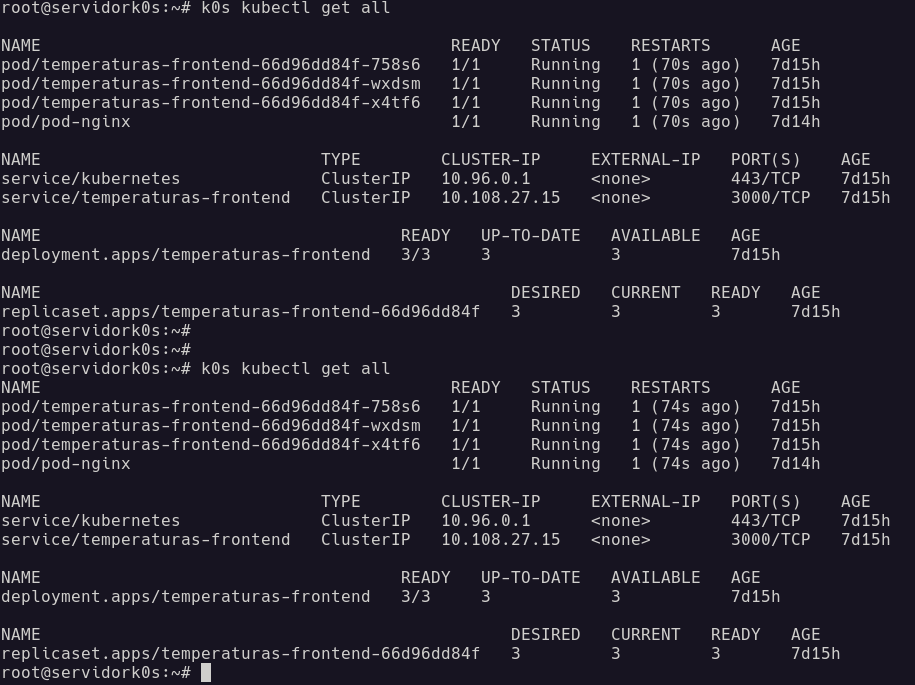 root@servidork0s:~# k0s kubectl get all
NAME READY STATUS RESTARTS AGE
pod/temperaturas-frontend-66d96dd84f-758s6 1/1 Running 1 (70s ago) 7d15h
pod/temperaturas-frontend-66d96dd84f-wxdsm 1/1 Running 1 (70s ago) 7d15h
pod/temperaturas-frontend-66d96dd84f-x4tf6 1/1 Running 1 (70s ago) 7d15h
pod/pod-nginx 1/1 Running 1 (70s ago) 7d14h
NAME TYPE CLUSTER-IP EXTERNAL-IP PORT(S) AGE
service/kubernetes ClusterIP 10.96.0.1 <none> 443/TCP 7d15h
service/temperaturas-frontend ClusterIP 10.108.27.15 <none> 3000/TCP 7d15h
NAME READY UP-TO-DATE AVAILABLE AGE
deployment.apps/temperaturas-frontend 3/3 3 3 7d15h
NAME DESIRED CURRENT READY AGE
replicaset.apps/temperaturas-frontend-66d96dd84f 3 3 3 7d15h
root@servidork0s:~#
root@servidork0s:~#
root@servidork0s:~# k0s kubectl get all
NAME READY STATUS RESTARTS AGE
pod/temperaturas-frontend-66d96dd84f-758s6 1/1 Running 1 (74s ago) 7d15h
pod/temperaturas-frontend-66d96dd84f-wxdsm 1/1 Running 1 (74s ago) 7d15h
pod/temperaturas-frontend-66d96dd84f-x4tf6 1/1 Running 1 (74s ago) 7d15h
pod/pod-nginx 1/1 Running 1 (74s ago) 7d14h
NAME TYPE CLUSTER-IP EXTERNAL-IP PORT(S) AGE
service/kubernetes ClusterIP 10.96.0.1 <none> 443/TCP 7d15h
service/temperaturas-frontend ClusterIP 10.108.27.15 <none> 3000/TCP 7d15h
NAME READY UP-TO-DATE AVAILABLE AGE
deployment.apps/temperaturas-frontend 3/3 3 3 7d15h
NAME DESIRED CURRENT READY AGE
replicaset.apps/temperaturas-frontend-66d96dd84f 3 3 3 7d15h
root@servidork0s:~#